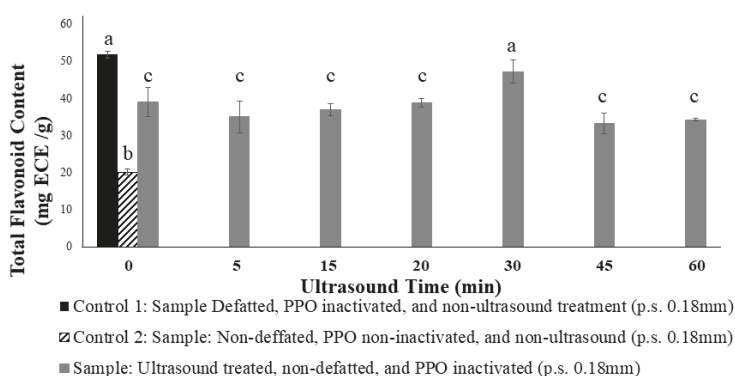 Total Flavonoid Content
(mg ECE /g)
60
50
40
30
20
10
0
a
b
c
c
c
c
a
c
c
0 5 15 20 30 45 60
Ultrasound Time (min)
Control 1: Sample Defatted, PPO inactivated, and non-ultrasound treatment (p.s. 0.18mm)
Control 2: Sample: Non-deffated, PPO non-inactivated, and non-ultrasound (p.s. 0.18mm)
Sample: Ultrasound treated, non-defatted, and PPO inactivated (p.s. 0.18mm)